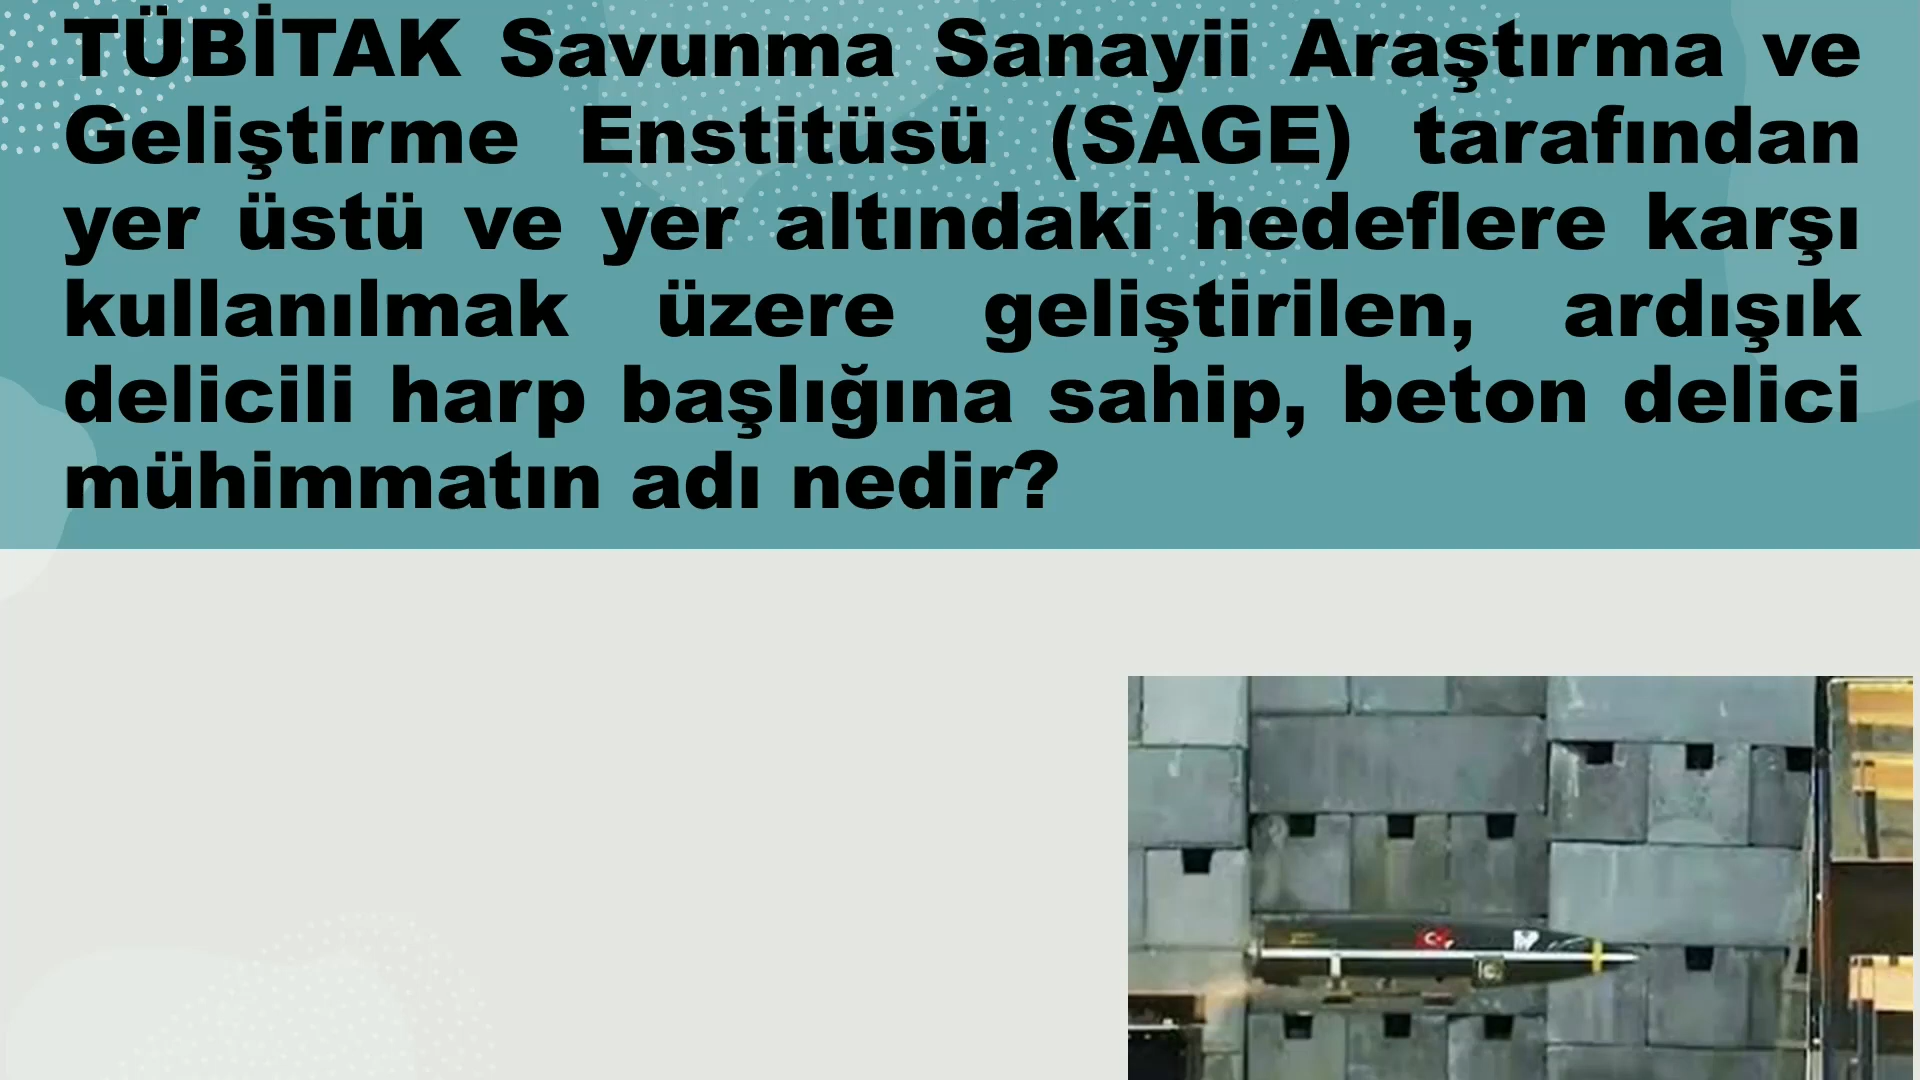 TÜBİTAK Savunma Sanayii Araştırma ve
Geliştirme Enstitüsü (SAGE) tarafından
yer üstü ve yer altındaki hedeflere karşı
kullanılmak üzere geliştirilen, ardışık
delicili harp başlığına sahip, beton delici
mühimmatın adı nedir?